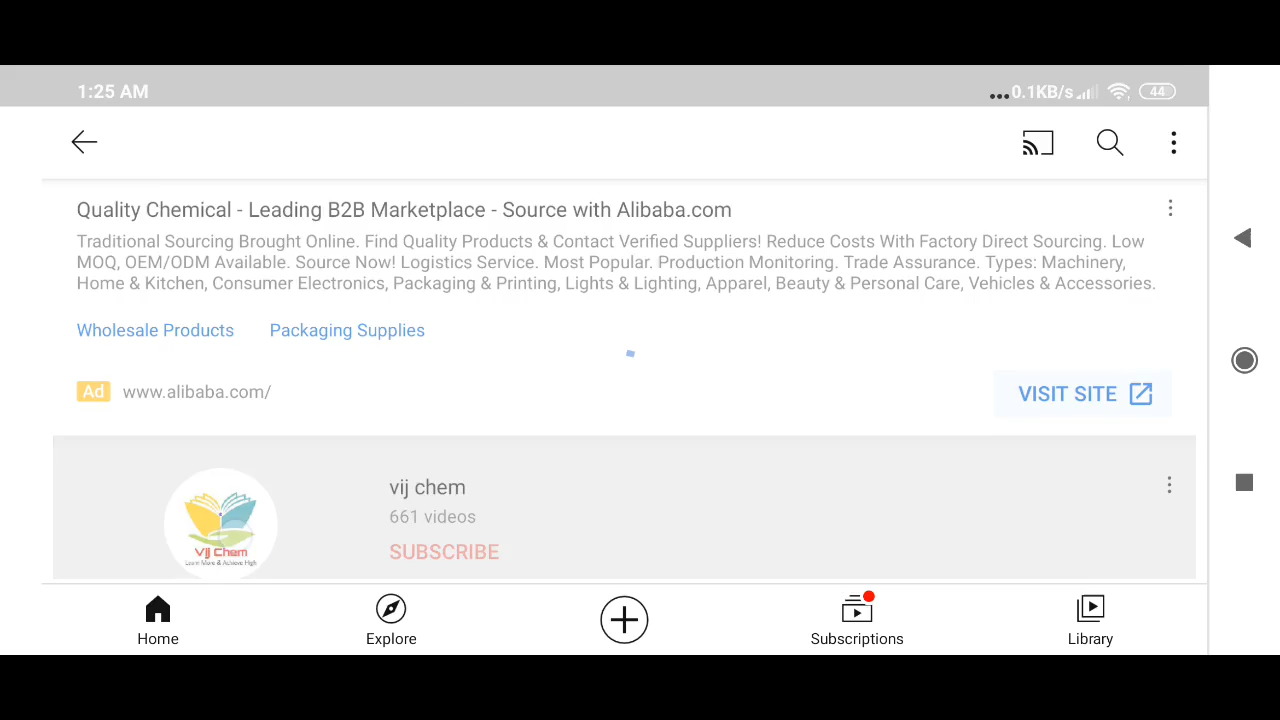 1:25 AM
0.1KB/s
44
Quality Chemical - Leading B2B Marketplace - Source with Alibaba.com
Traditional Sourcing Brought Online. Find Quality Products & Contact Verified Suppliers! Reduce Costs With Factory Direct Sourcing. Low
MOQ, OEM/ODM Available. Source Now! Logistics Service. Most Popular. Production Monitoring. Trade Assurance. Types: Machinery,
Home & Kitchen, Consumer Electronics, Packaging & Printing, Lights & Lighting, Apparel, Beauty & Personal Care, Vehicles & Accessories.
Wholesale Products Packaging Supplies
Ad www.alibaba.com/
VISIT SITE
vij chem
661 videos
SUBSCRIBE
Vij Chem
Learn More & Achieve High
Home Explore Subscriptions Library